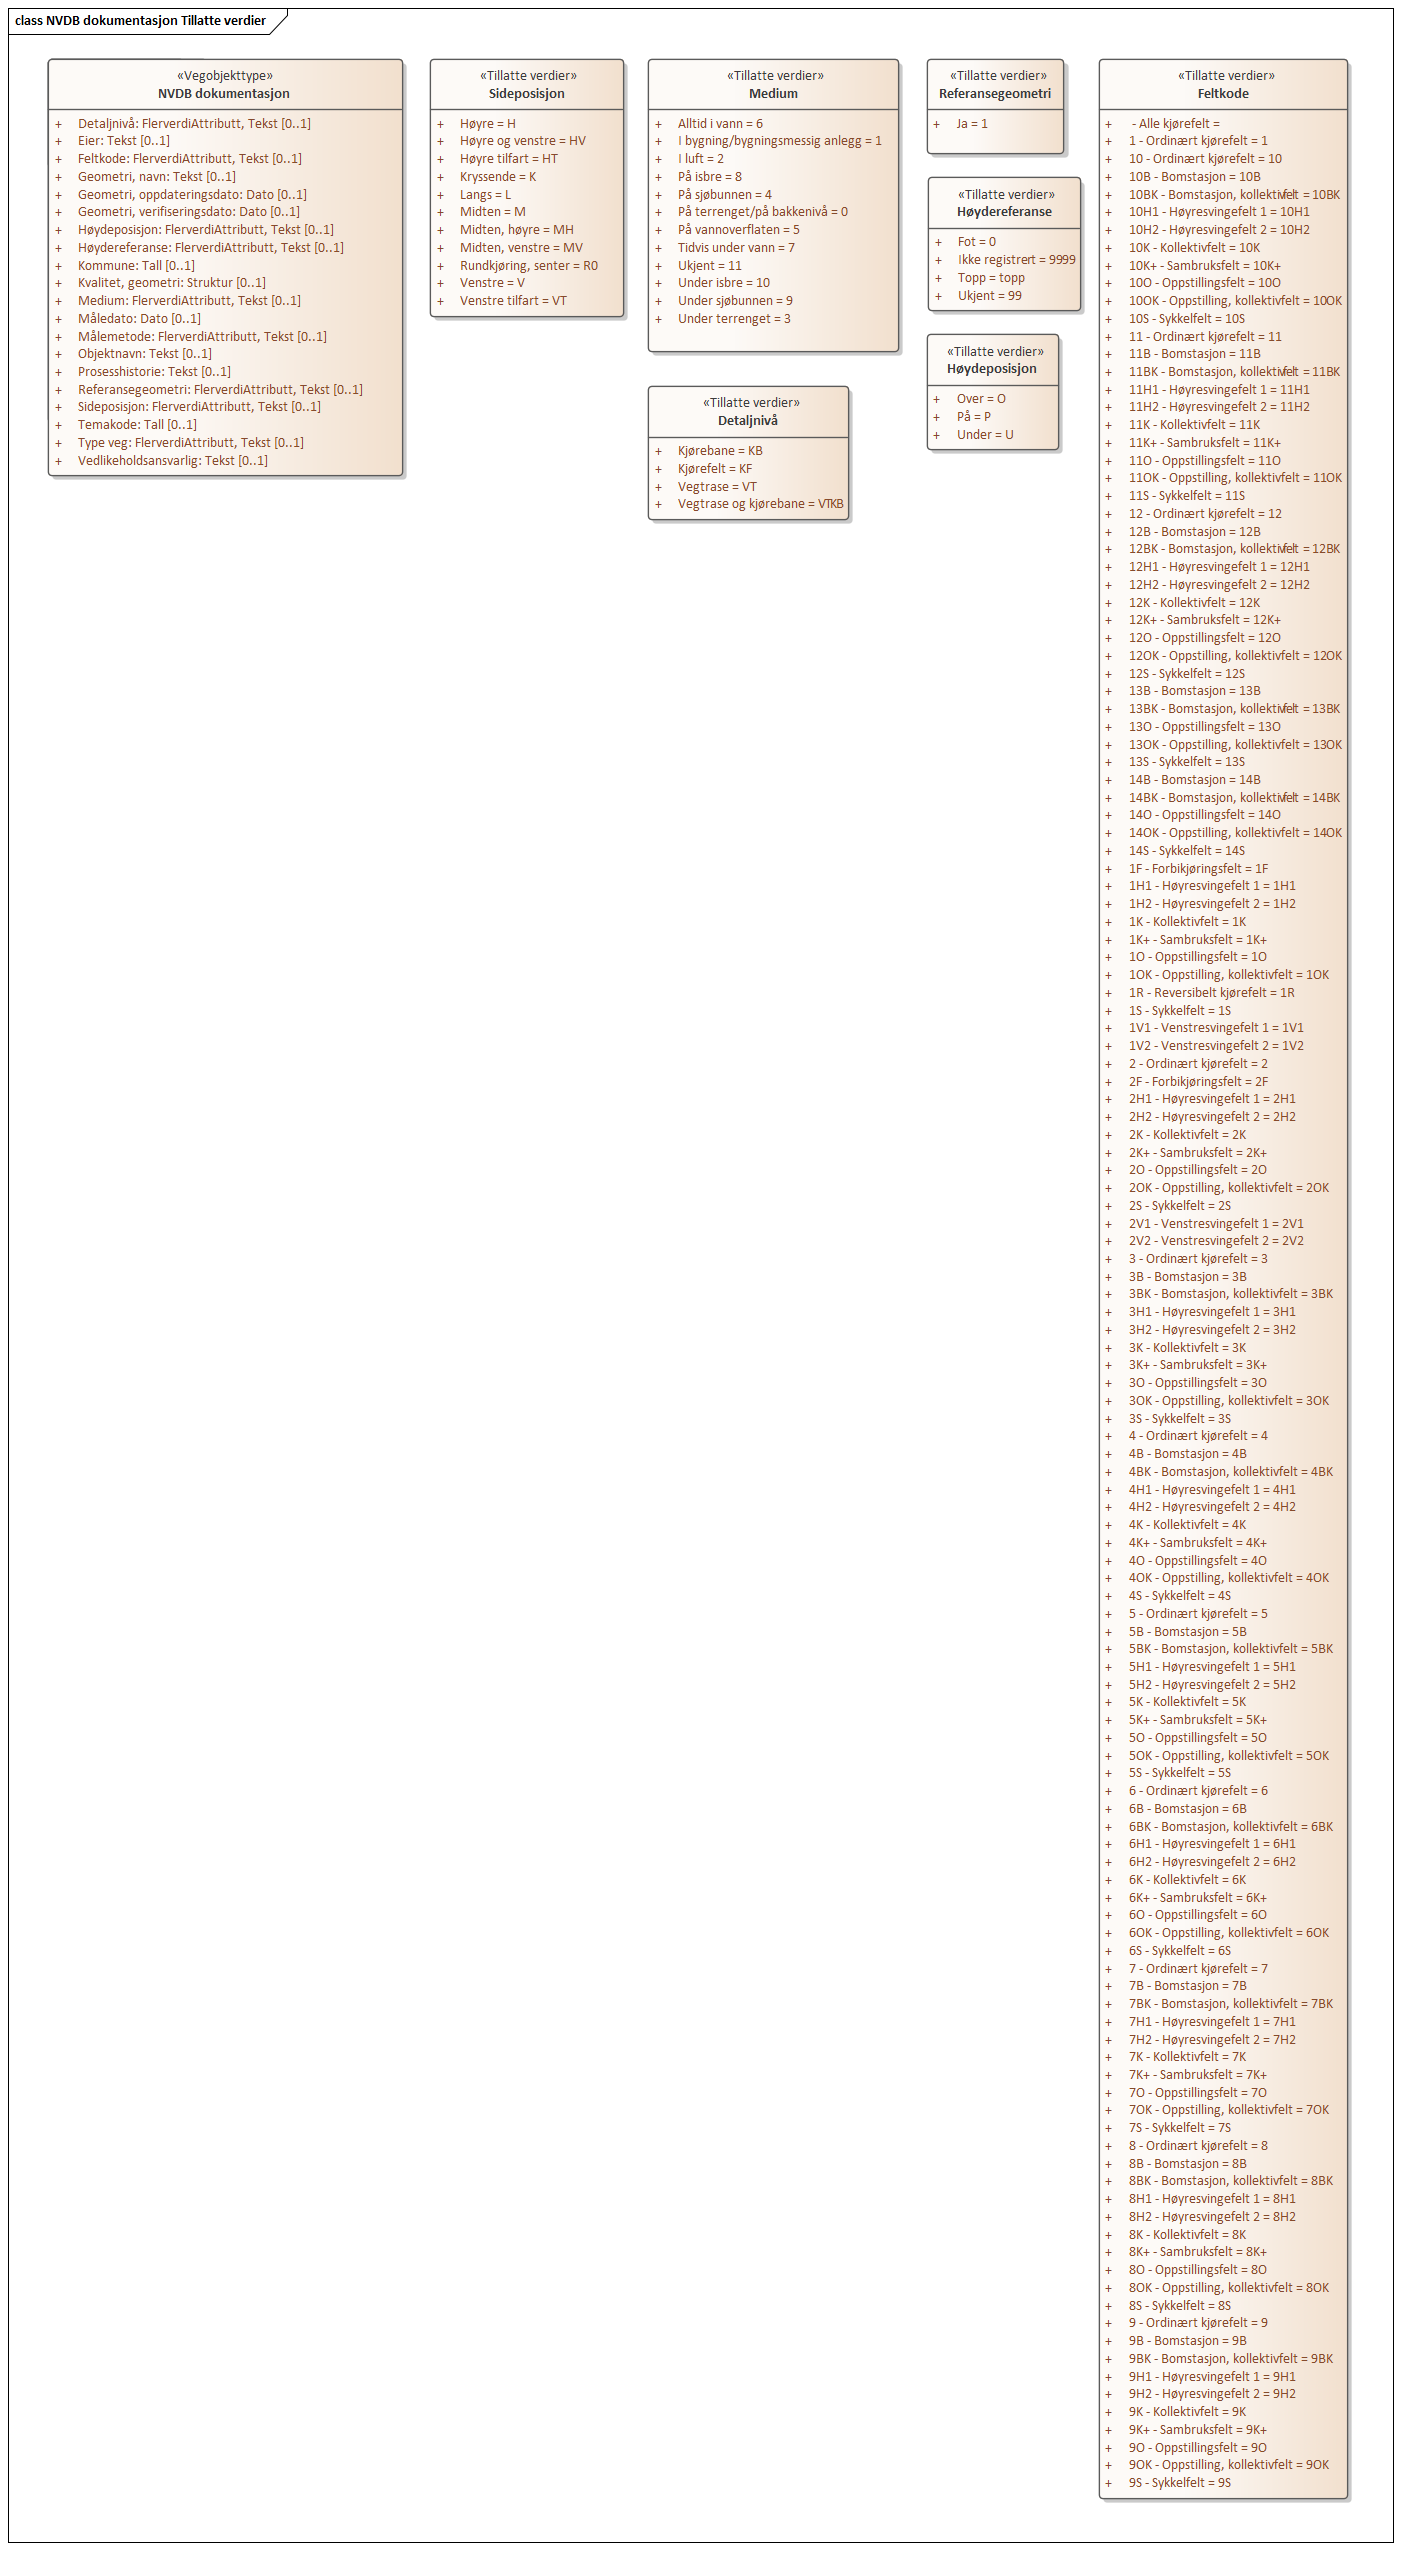 class NVDB dokumentasjon Tillatte verdier
«Vegobjekttype»
NVDB dokumentasjon
+ Detaljnivå: FlerverdiAttributt, Tekst [0..1]
+ Eier: Tekst [0..1]
+ Feltkode: FlerverdiAttributt, Tekst [0..1]
+ Geometri, navn: Tekst [0..1]
+ Geometri, oppdateringsdato: Dato [0..1]
+ Geometri, verifiseringsdato: Dato [0..1]
+ Høydeposisjon: FlerverdiAttributt, Tekst [0..1]
+ Høydereferanse: FlerverdiAttributt, Tekst [0..1]
+ Kommune: Tall [0..1]
+ Kvalitet, geometri: Struktur [0..1]
+ Medium: FlerverdiAttributt, Tekst [0..1]
+ Måledato: Dato [0..1]
+ Målemetode: FlerverdiAttributt, Tekst [0..1]
+ Objektnavn: Tekst [0..1]
+ Prosesshistorie: Tekst [0..1]
+ Referansegeometri: FlerverdiAttributt, Tekst [0..1]
+ Sideposisjon: FlerverdiAttributt, Tekst [0..1]
+ Temakode: Tall [0..1]
+ Type veg: FlerverdiAttributt, Tekst [0..1]
+ Vedlikeholdsansvarlig: Tekst [0..1]
«Tillatte verdier»
Sideposisjon
+ Høyre = H
+ Høyre og venstre = HV
+ Høyre tilfart = HT
+ Kryssende = K
+ Langs = L
+ Midten = M
+ Midten, høyre = MH
+ Midten, venstre = MV
+ Rundkjøring, senter = R0
+ Venstre = V
+ Venstre tilfart = VT
«Tillatte verdier»
Medium
+ Alltid i vann = 6
+ I bygning/bygningsmessig anlegg = 1
+ I luft = 2
+ På isbre = 8
+ På sjøbunnen = 4
+ På terrenget/på bakkenivå = 0
+ På vannoverflaten = 5
+ Tidvis under vann = 7
+ Ukjent = 11
+ Under isbre = 10
+ Under sjøbunnen = 9
+ Under terrenget = 3
«Tillatte verdier»
Detaljnivå
+ Kjørebane = KB
+ Kjørefelt = KF
+ Vegtrase = VT
+ Vegtrase og kjørebane = VTKB
«Tillatte verdier»
Referansegeometri
+ Ja = 1
«Tillatte verdier»
Høydereferanse
+ Fot = 0
+ Ikke registrert = 9999
+ Topp = topp
+ Ukjent = 99
«Tillatte verdier»
Høydeposisjon
+ Over = O
+ På = P
+ Under = U
«Tillatte verdier»
Feltkode
+ - Alle kjørefelt =
+ 1 - Ordinært kjørefelt = 1
+ 10 - Ordinært kjørefelt = 10
+ 10B - Bomstasjon = 10B
+ 10BK - Bomstasjon, kollektivfelt = 10BK
+ 10H1 - Høyresvingefelt 1 = 10H1
+ 10H2 - Høyresvingefelt 2 = 10H2
+ 10K - Kollektivfelt = 10K
+ 10K+ - Sambruksfelt = 10K+
+ 10O - Oppstillingsfelt = 10O
+ 10OK - Oppstilling, kollektivfelt = 10OK
+ 10S - Sykkelfelt = 10S
+ 11 - Ordinært kjørefelt = 11
+ 11B - Bomstasjon = 11B
+ 11BK - Bomstasjon, kollektivfelt = 11BK
+ 11H1 - Høyresvingefelt 1 = 11H1
+ 11H2 - Høyresvingefelt 2 = 11H2
+ 11K - Kollektivfelt = 11K
+ 11K+ - Sambruksfelt = 11K+
+ 11O - Oppstillingsfelt = 11O
+ 11OK - Oppstilling, kollektivfelt = 11OK
+ 11S - Sykkelfelt = 11S
+ 12 - Ordinært kjørefelt = 12
+ 12B - Bomstasjon = 12B
+ 12BK - Bomstasjon, kollektivfelt = 12BK
+ 12H1 - Høyresvingefelt 1 = 12H1
+ 12H2 - Høyresvingefelt 2 = 12H2
+ 12K - Kollektivfelt = 12K
+ 12K+ - Sambruksfelt = 12K+
+ 12O - Oppstillingsfelt = 12O
+ 12OK - Oppstilling, kollektivfelt = 12OK
+ 12S - Sykkelfelt = 12S
+ 13B - Bomstasjon = 13B
+ 13BK - Bomstasjon, kollektivfelt = 13BK
+ 13O - Oppstillingsfelt = 13O
+ 13OK - Oppstilling, kollektivfelt = 13OK
+ 13S - Sykkelfelt = 13S
+ 14B - Bomstasjon = 14B
+ 14BK - Bomstasjon, kollektivfelt = 14BK
+ 14O - Oppstillingsfelt = 14O
+ 14OK - Oppstilling, kollektivfelt = 14OK
+ 14S - Sykkelfelt = 14S
+ 1F - Forbikjøringsfelt = 1F
+ 1H1 - Høyresvingefelt 1 = 1H1
+ 1H2 - Høyresvingefelt 2 = 1H2
+ 1K - Kollektivfelt = 1K
+ 1K+ - Sambruksfelt = 1K+
+ 1O - Oppstillingsfelt = 1O
+ 1OK - Oppstilling, kollektivfelt = 1OK
+ 1R - Reversibelt kjørefelt = 1R
+ 1S - Sykkelfelt = 1S
+ 1V1 - Venstresvingefelt 1 = 1V1
+ 1V2 - Venstresvingefelt 2 = 1V2
+ 2 - Ordinært kjørefelt = 2
+ 2F - Forbikjøringsfelt = 2F
+ 2H1 - Høyresvingefelt 1 = 2H1
+ 2H2 - Høyresvingefelt 2 = 2H2
+ 2K - Kollektivfelt = 2K
+ 2K+ - Sambruksfelt = 2K+
+ 2O - Oppstillingsfelt = 2O
+ 2OK - Oppstilling, kollektivfelt = 2OK
+ 2S - Sykkelfelt = 2S
+ 2V1 - Venstresvingefelt 1 = 2V1
+ 2V2 - Venstresvingefelt 2 = 2V2
+ 3 - Ordinært kjørefelt = 3
+ 3B - Bomstasjon = 3B
+ 3BK - Bomstasjon, kollektivfelt = 3BK
+ 3H1 - Høyresvingefelt 1 = 3H1
+ 3H2 - Høyresvingefelt 2 = 3H2
+ 3K - Kollektivfelt = 3K
+ 3K+ - Sambruksfelt = 3K+
+ 3O - Oppstillingsfelt = 3O
+ 3OK - Oppstilling, kollektivfelt = 3OK
+ 3S - Sykkelfelt = 3S
+ 4 - Ordinært kjørefelt = 4
+ 4B - Bomstasjon = 4B
+ 4BK - Bomstasjon, kollektivfelt = 4BK
+ 4H1 - Høyresvingefelt 1 = 4H1
+ 4H2 - Høyresvingefelt 2 = 4H2
+ 4K - Kollektivfelt = 4K
+ 4K+ - Sambruksfelt = 4K+
+ 4O - Oppstillingsfelt = 4O
+ 4OK - Oppstilling, kollektivfelt = 4OK
+ 4S - Sykkelfelt = 4S
+ 5 - Ordinært kjørefelt = 5
+ 5B - Bomstasjon = 5B
+ 5BK - Bomstasjon, kollektivfelt = 5BK
+ 5H1 - Høyresvingefelt 1 = 5H1
+ 5H2 - Høyresvingefelt 2 = 5H2
+ 5K - Kollektivfelt = 5K
+ 5K+ - Sambruksfelt = 5K+
+ 5O - Oppstillingsfelt = 5O
+ 5OK - Oppstilling, kollektivfelt = 5OK
+ 5S - Sykkelfelt = 5S
+ 6 - Ordinært kjørefelt = 6
+ 6B - Bomstasjon = 6B
+ 6BK - Bomstasjon, kollektivfelt = 6BK
+ 6H1 - Høyresvingefelt 1 = 6H1
+ 6H2 - Høyresvingefelt 2 = 6H2
+ 6K - Kollektivfelt = 6K
+ 6K+ - Sambruksfelt = 6K+
+ 6O - Oppstillingsfelt = 6O
+ 6OK - Oppstilling, kollektivfelt = 6OK
+ 6S - Sykkelfelt = 6S
+ 7 - Ordinært kjørefelt = 7
+ 7B - Bomstasjon = 7B
+ 7BK - Bomstasjon, kollektivfelt = 7BK
+ 7H1 - Høyresvingefelt 1 = 7H1
+ 7H2 - Høyresvingefelt 2 = 7H2
+ 7K - Kollektivfelt = 7K
+ 7K+ - Sambruksfelt = 7K+
+ 7O - Oppstillingsfelt = 7O
+ 7OK - Oppstilling, kollektivfelt = 7OK
+ 7S - Sykkelfelt = 7S
+ 8 - Ordinært kjørefelt = 8
+ 8B - Bomstasjon = 8B
+ 8BK - Bomstasjon, kollektivfelt = 8BK
+ 8H1 - Høyresvingefelt 1 = 8H1
+ 8H2 - Høyresvingefelt 2 = 8H2
+ 8K - Kollektivfelt = 8K
+ 8K+ - Sambruksfelt = 8K+
+ 8O - Oppstillingsfelt = 8O
+ 8OK - Oppstilling, kollektivfelt = 8OK
+ 8S - Sykkelfelt = 8S
+ 9 - Ordinært kjørefelt = 9
+ 9B - Bomstasjon = 9B
+ 9BK - Bomstasjon, kollektivfelt = 9BK
+ 9H1 - Høyresvingefelt 1 = 9H1
+ 9H2 - Høyresvingefelt 2 = 9H2
+ 9K - Kollektivfelt = 9K
+ 9K+ - Sambruksfelt = 9K+
+ 9O - Oppstillingsfelt = 9O
+ 9OK - Oppstilling, kollektivfelt = 9OK
+ 9S - Sykkelfelt = 9S